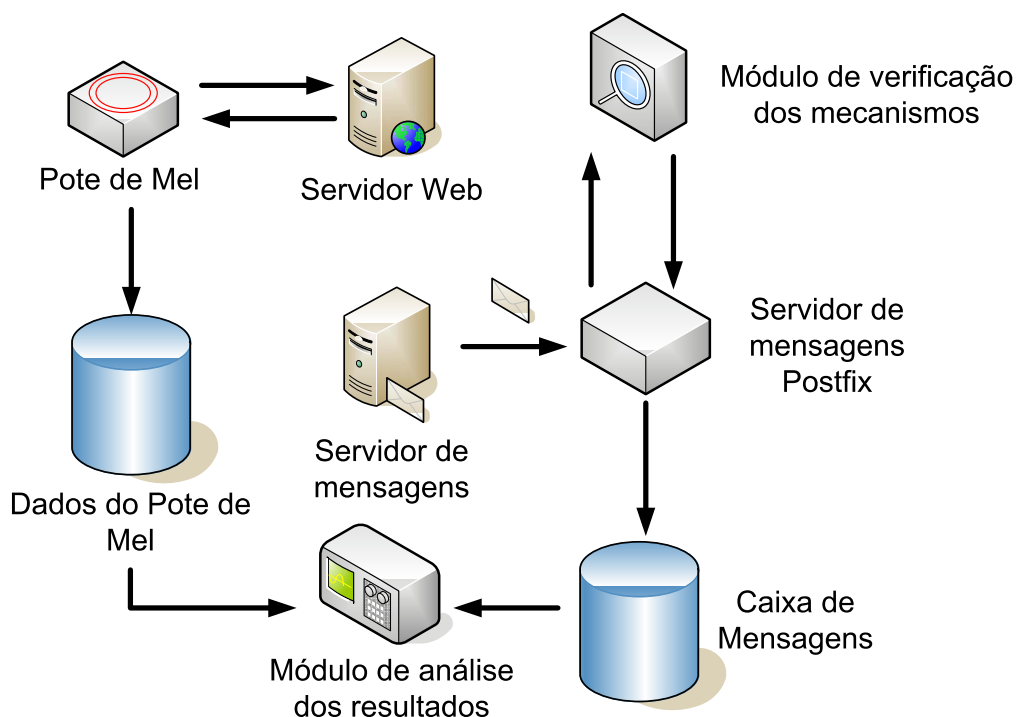 Pote de Mel
Servidor Web
Módulo de verificação
dos mecanismos
Servidor de
mensagens
Servidor de
mensagens
Postfix
Dados do Pote de
Mel
Módulo de análise
dos resultados
Caixa de
Mensagens